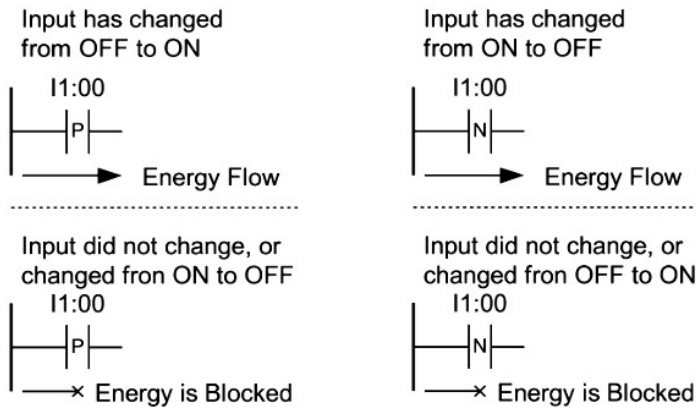 Input has changed
from OFF to ON
I1:00
P
Energy Flow
Input did not change, or
changed fron ON to OFF
I1:00
P
Energy is Blocked
Input has changed
from ON to OFF
I1:00
N
Energy Flow
Input did not change, or
changed fron OFF to ON
I1:00
N
Energy is Blocked